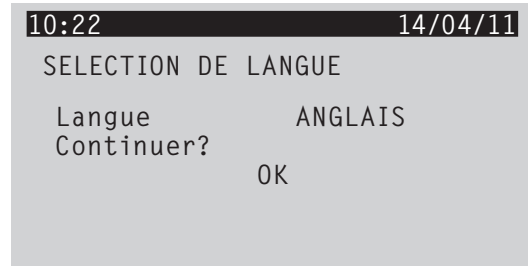 10:22 14/04/11
SELECTION DE LANGUE
Langue ANGLAIS
Continuer?
OK